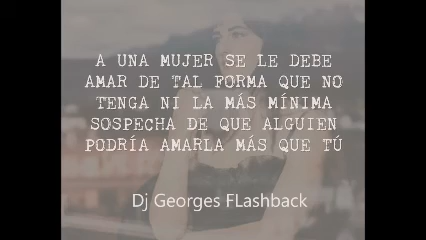 A UNA MUJER SE LE DEBE
AMAR DE TAL FORMA QUE NO
TENGA NI LA MÁS MÍNIMA
SOSPECHA DE QUE ALGUIEN
PODRÍA AMARLA MÁS QUE TÚ
Dj Georges FLashback